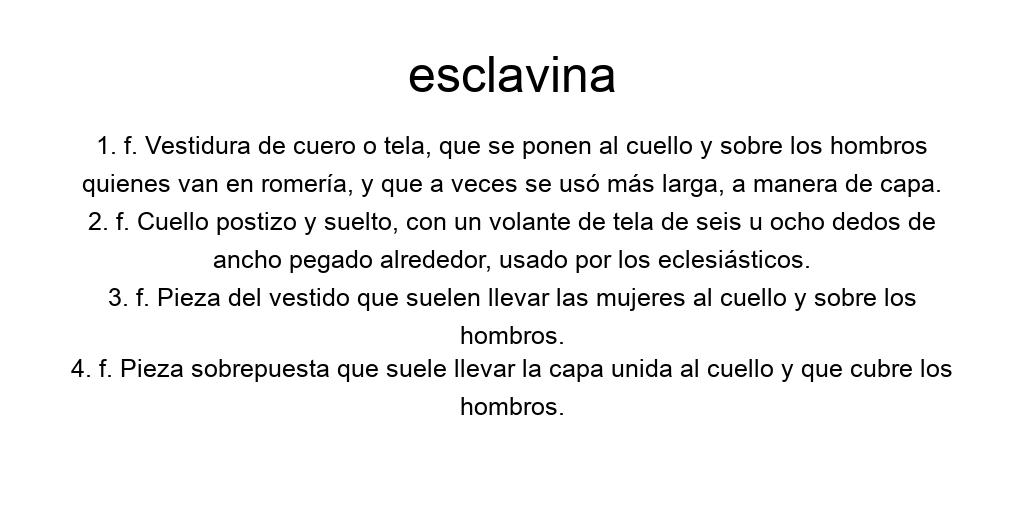 esclavina
1. f. Vestidura de cuero o tela, que se ponen al cuello y sobre los hombros
quienes van en romería, y que a veces se usó más larga, a manera de capa.
2. f. Cuello postizo y suelto, con un volante de tela de seis u ocho dedos de
ancho pegado alrededor, usado por los eclesiásticos.
3. f. Pieza del vestido que suelen llevar las mujeres al cuello y sobre los
hombros.
4. f. Pieza sobrepuesta que suele llevar la capa unida al cuello y que cubre los
hombros.